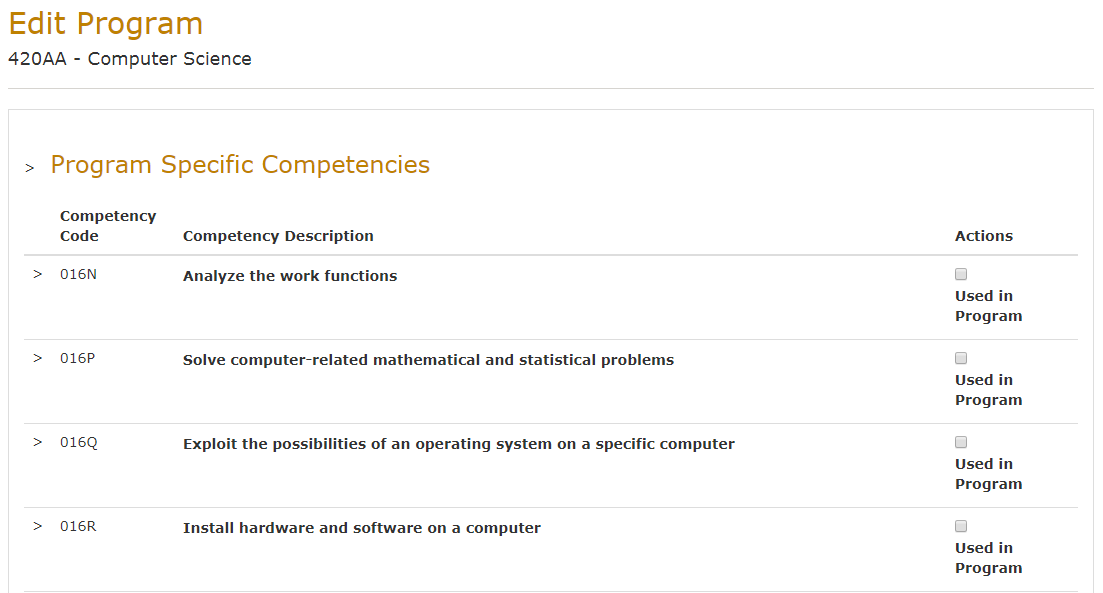 Edit Program
420AA - Computer Science
> Program Specific Competencies
Competency
Code
Competency Description
Actions
> 016N Analyze the work functions
Used in
Program
> 016P Solve computer-related mathematical and statistical problems
Used in
Program
> 016Q Exploit the possibilities of an operating system on a specific computer
Used in
Program
> 016R Install hardware and software on a computer
Used in
Program